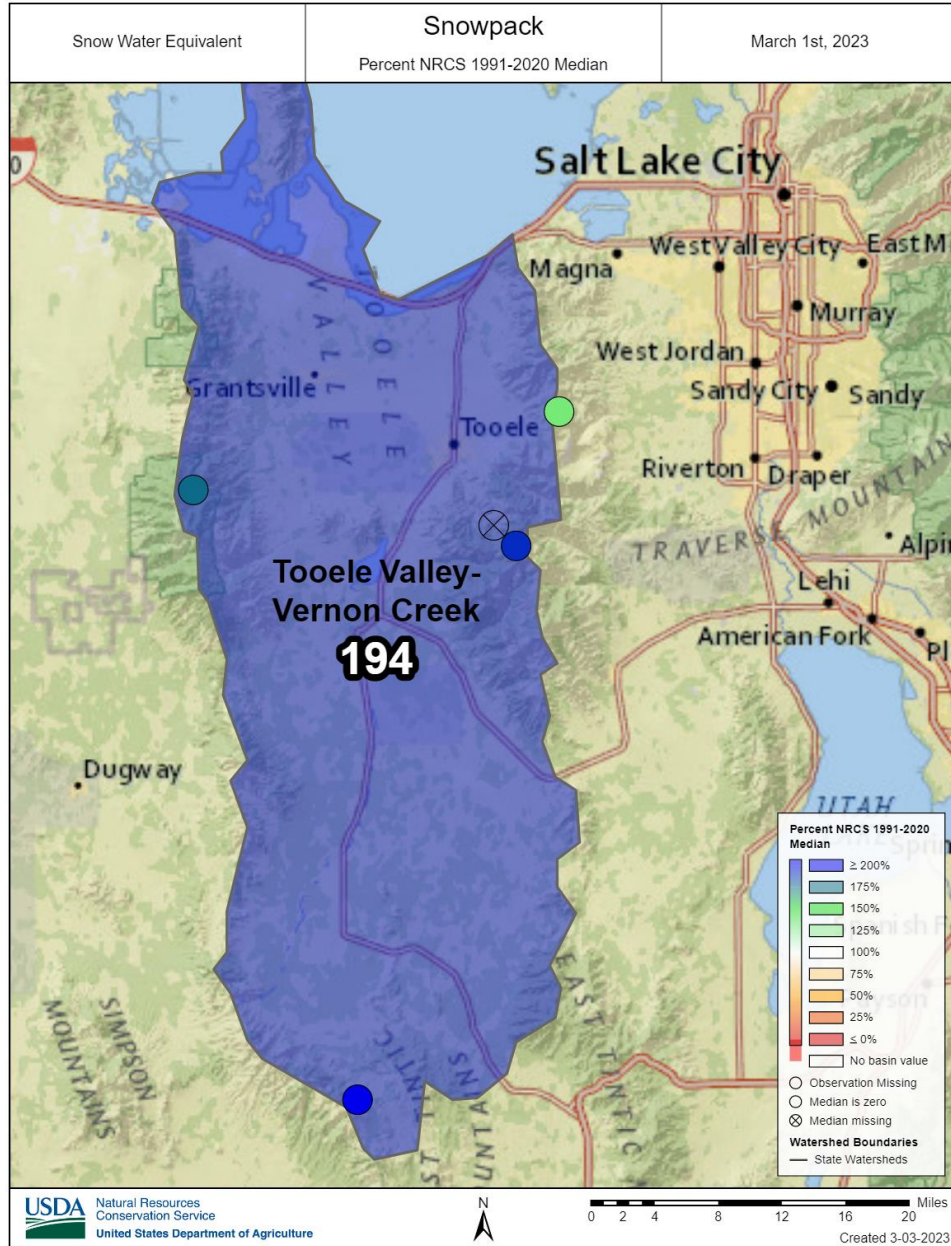 Snow Water Equivalent
Snowpack
Percent NRCS 1991-2020 Median
March 1st, 2023
Salt Lake City
Magna
West Valley City
East M
Murray
West Jordan
Sandy City
Sandy
Riverton
Draper
TRAVERSE MOUNTAIN
Alpin
Lehi
American Fork
Pl
TOOELE
VALLEY
Grantsville
Tooele
Tooele Valley-
Vernon Creek
194
Dugway
UTAH
SIMPSON
MOUNTAINS
EAST TINTIC
Percent NRCS 1991-2020
Median
≥ 200%
175%
150%
125%
100%
75%
50%
25%
≤ 0%
No basin value
Observation Missing
Median is zero
Median missing
Watershed Boundaries
State Watersheds
USDA
Natural Resources
Conservation Service
United States Department of Agriculture
N
0 2 4 8 12 16 20 Miles
Created 3-03-2023